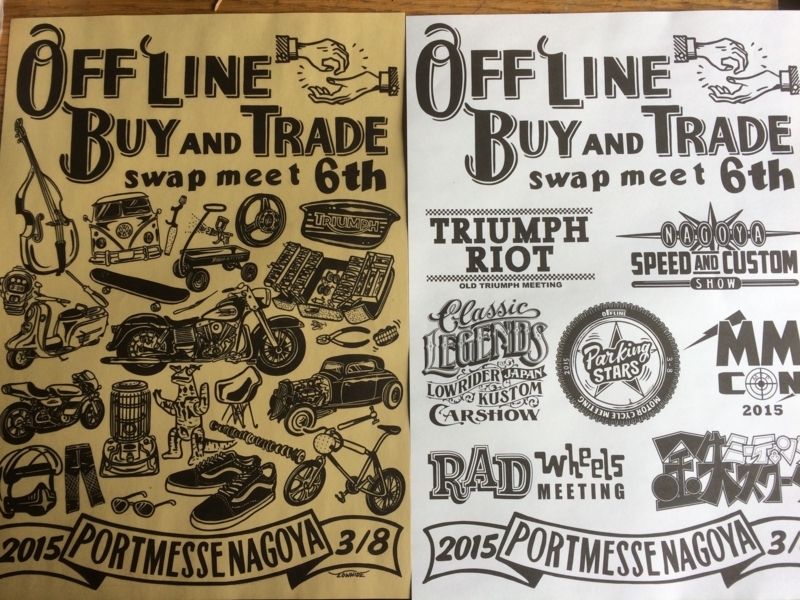 OFF LINE
BUY AND TRADE
swap meet 6th
TRIUMPH
2015 PORTMESSE NAGOYA 3/8
LOWHIDE
OFF LINE
BUY AND TRADE
swap meet 6th
TRIUMPH
RIOT
OLD TRIUMPH MEETING
NAGOYA
SPEED AND CUSTOM
SHOW
Classic
LEGENDS
LOWRIDER JAPAN
KUSTOM
CARSHOW
OFFLINE
Parking
STARS
2015
3/8
MOTORCYCLE MEETING
MM
CON
2015
RAD Wheels
MEETING
2015 PORTMESSE NAGOYA 3/